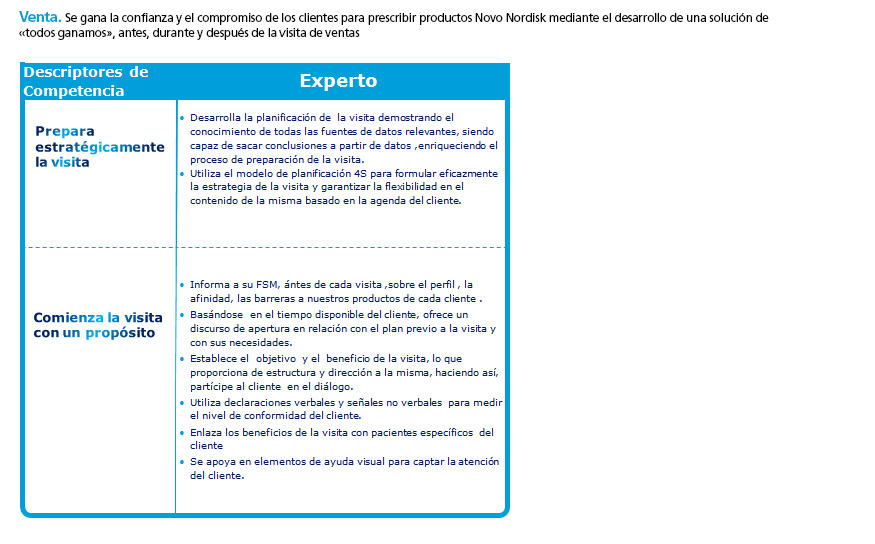 Venta. Se gana la confianza y el compromiso de los clientes para prescribir productos Novo Nordisk mediante el desarrollo de una solución de
«todos ganamos», antes, durante y después de la visita de ventas
Descriptores de
Competencia
Experto
Prepara
estratégicamente
la visita
• Desarrolla la planificación de la visita demostrando el
conocimiento de todas las fuentes de datos relevantes, siendo
capaz de sacar conclusiones a partir de datos ,enriqueciendo el
proceso de preparación de la visita.
• Utiliza el modelo de planificación 4S para formular eficazmente
la estrategia de la visita y garantizar la flexibilidad en el
contenido de la misma basado en la agenda del cliente.
Comienza la visita
con un propósito
• Informa a su FSM, ántes de cada visita ,sobre el perfil , la
afinidad, las barreras a nuestros productos de cada cliente .
• Basándose en el tiempo disponible del cliente, ofrece un
discurso de apertura en relación con el plan previo a la visita y
con sus necesidades.
• Establece el objetivo y el beneficio de la visita, lo que
proporciona de estructura y dirección a la misma, haciendo así,
partícipe al cliente en el diálogo.
• Utiliza declaraciones verbales y señales no verbales para medir
el nivel de conformidad del cliente.
• Enlaza los beneficios de la visita con pacientes específicos del
cliente
• Se apoya en elementos de ayuda visual para captar la atención
del cliente.